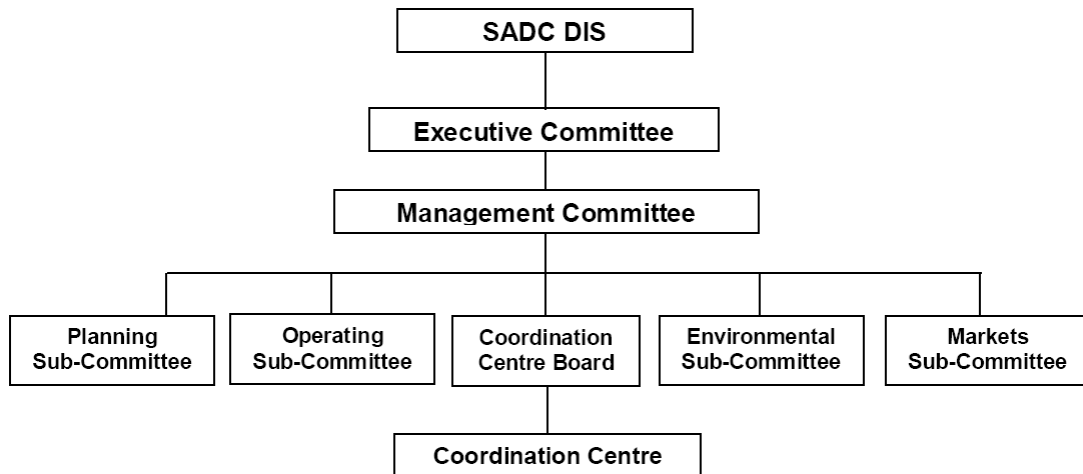 SADC DIS
Executive Committee
Management Committee
Planning
Sub-Committee
Operating
Sub-Committee
Coordination
Centre Board
Environmental
Sub-Committee
Markets
Sub-Committee
Coordination Centre